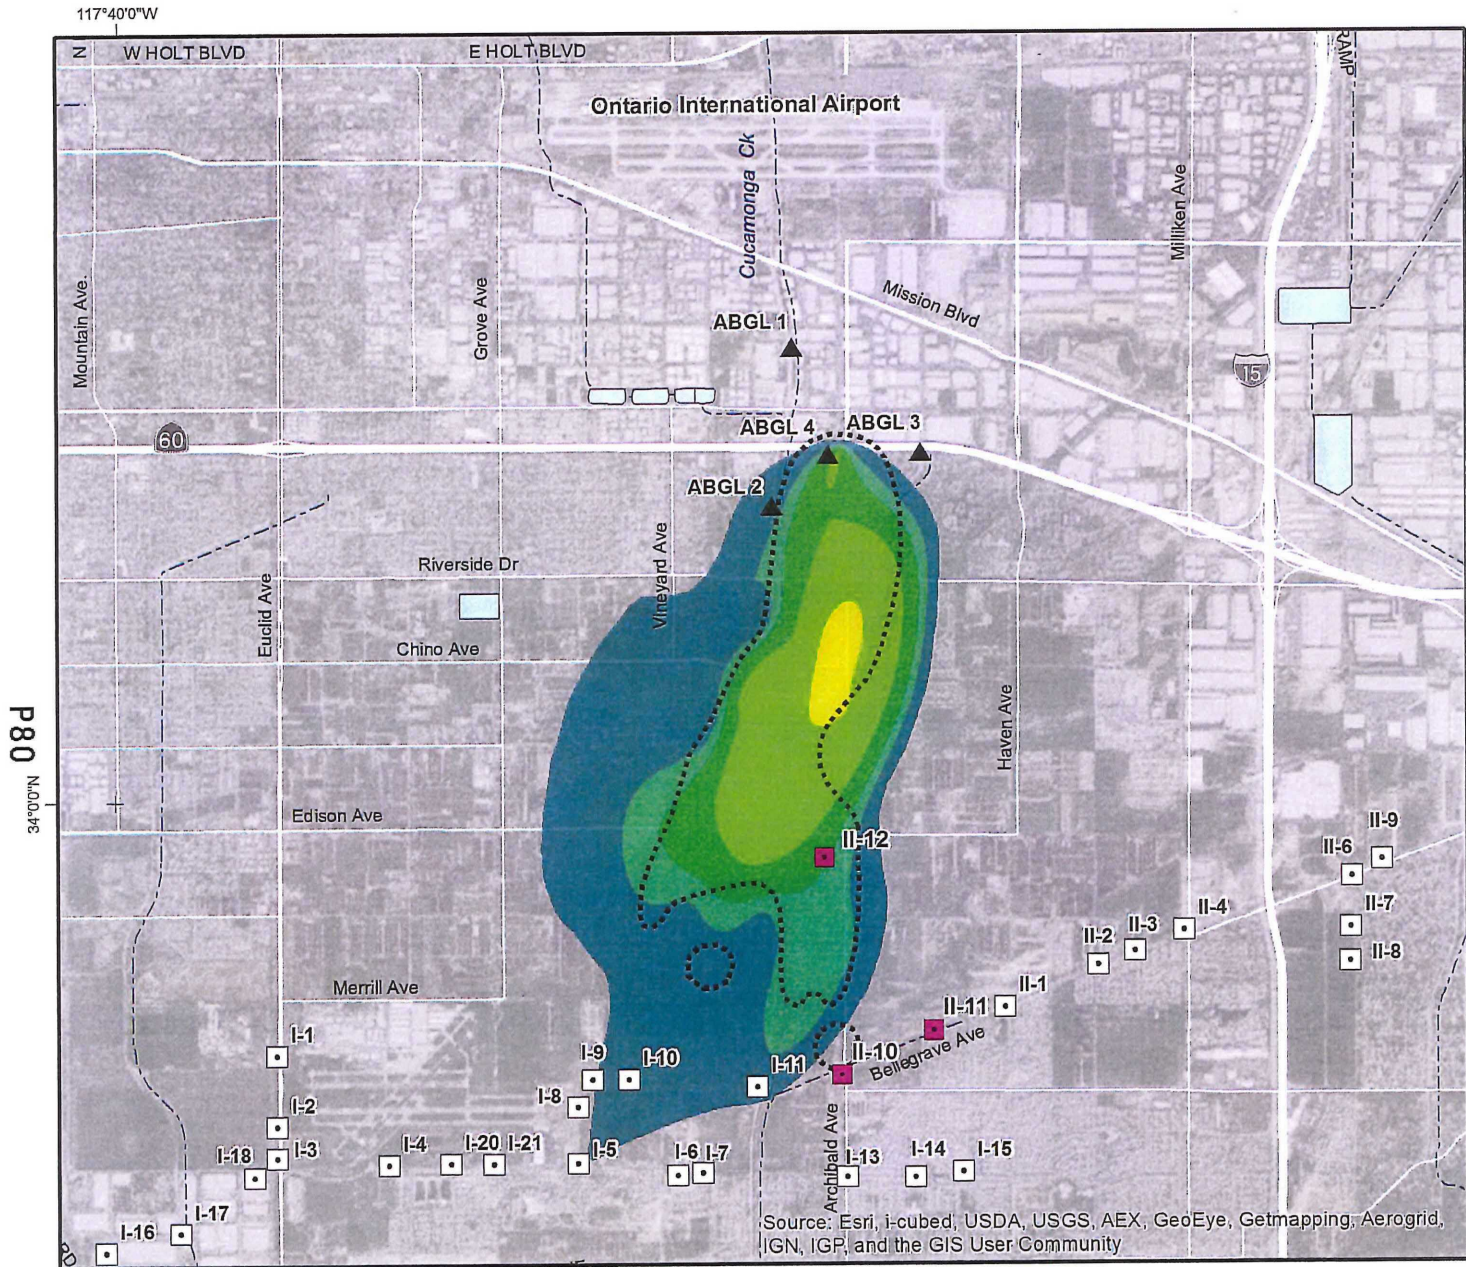 117°40'0"W
N
W HOLT BLVD
E HOLT BLVD
RAMP
Ontario International Airport
Cucamonga Ck
Milliken Ave
Mountain Ave.
Grove Ave
Mission Blvd
ABGL 1
15
60
ABGL 4
ABGL 3
ABGL 2
Vineyard Ave
Riverside Dr
Euclid Ave
Chino Ave
Haven Ave
P80
34°0'0"N
Edison Ave
II-12
II-9
II-6
II-7
II-4
II-3
II-2
II-8
Merrill Ave
II-1
II-11
Bellegrave Ave
II-10
I-1
I-9
I-10
I-11
I-8
I-2
I-3
I-18
I-4
I-20
I-21
I-5
I-6
I-7
Archibald Ave
I-13
I-14
I-15
I-17
I-16
RD
Source: Esri, i-cubed, USDA, USGS, AEX, GeoEye, Getmapping, Aerogrid,
IGN, IGP, and the GIS User Community